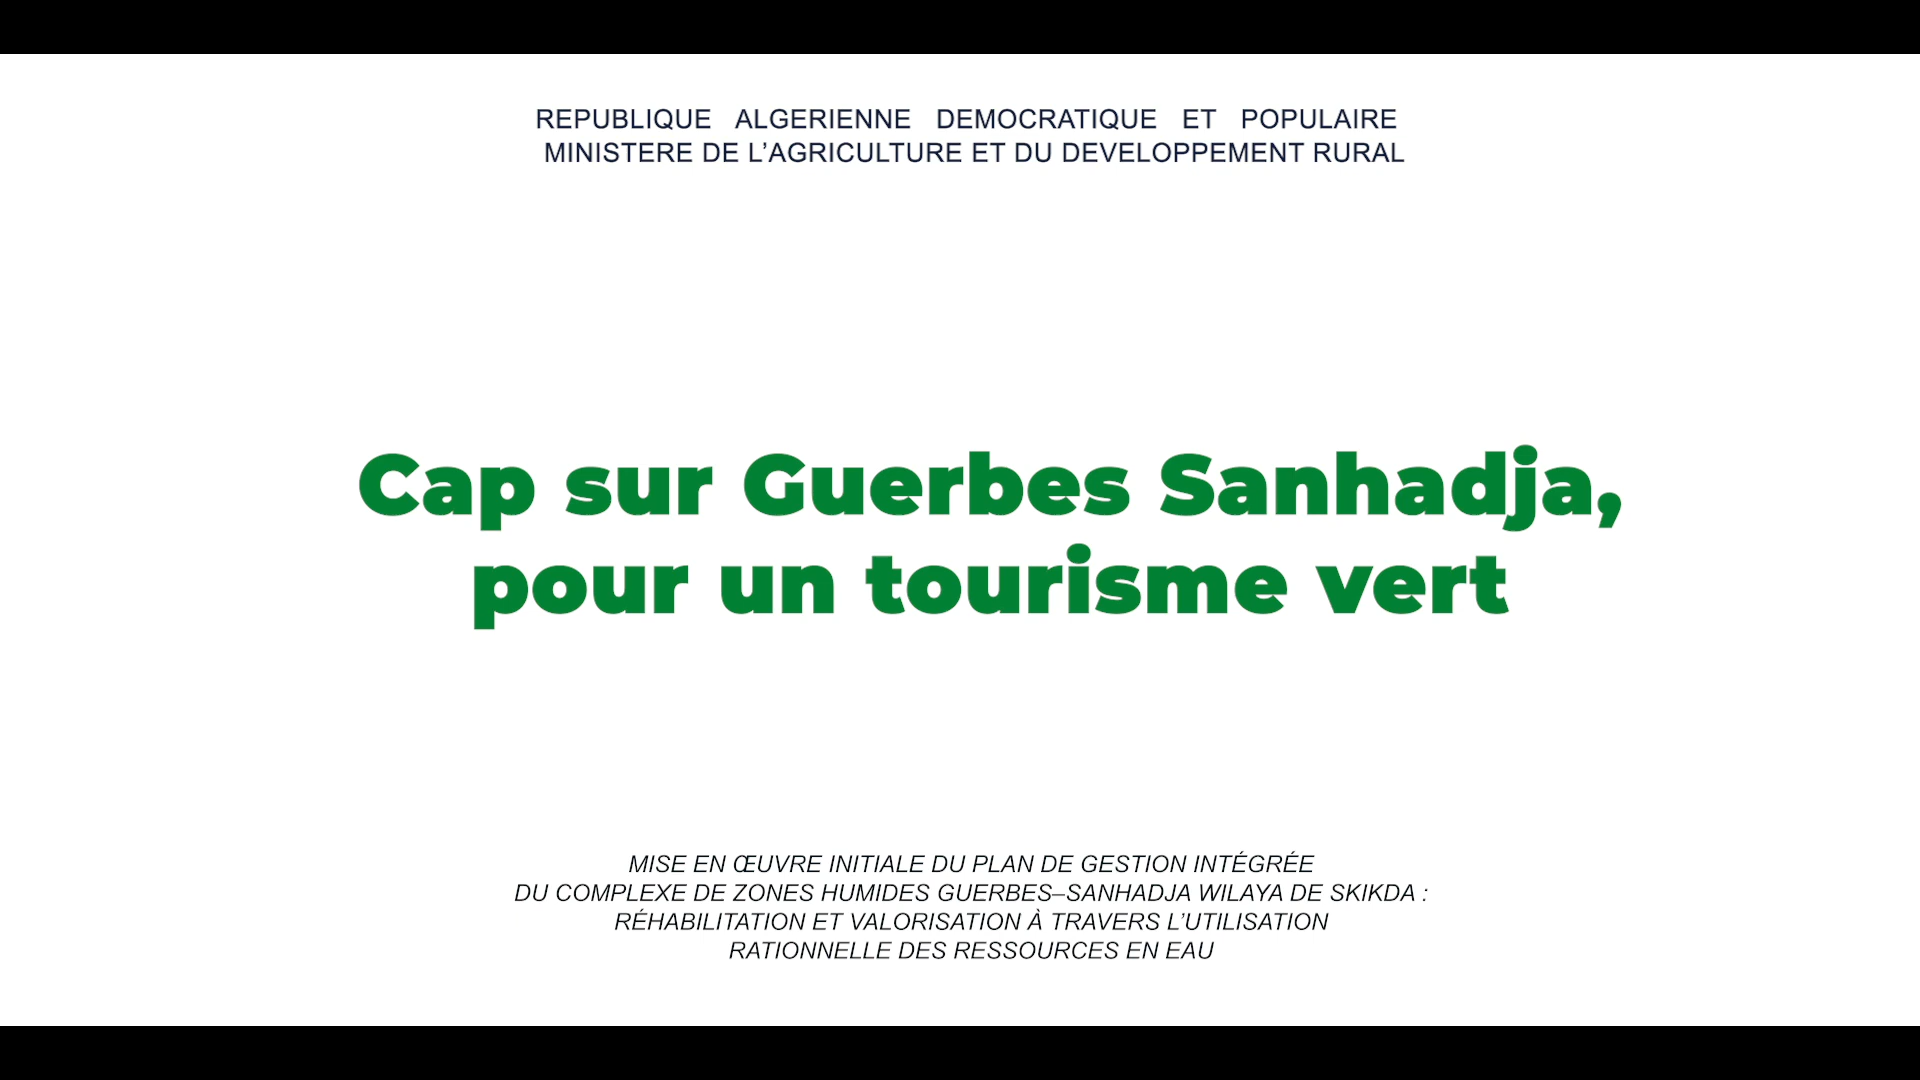 REPUBLIQUE ALGERIENNE DEMOCRATIQUE ET POPULAIRE
MINISTERE DE L’AGRICULTURE ET DU DEVELOPPEMENT RURAL
Cap sur Guerbes Sanhadja,
pour un tourisme vert
MISE EN ŒUVRE INITIALE DU PLAN DE GESTION INTÉGRÉE
DU COMPLEXE DE ZONES HUMIDES GUERBES–SANHADJA WILAYA DE SKIKDA :
RÉHABILITATION ET VALORISATION À TRAVERS L’UTILISATION
RATIONNELLE DES RESSOURCES EN EAU